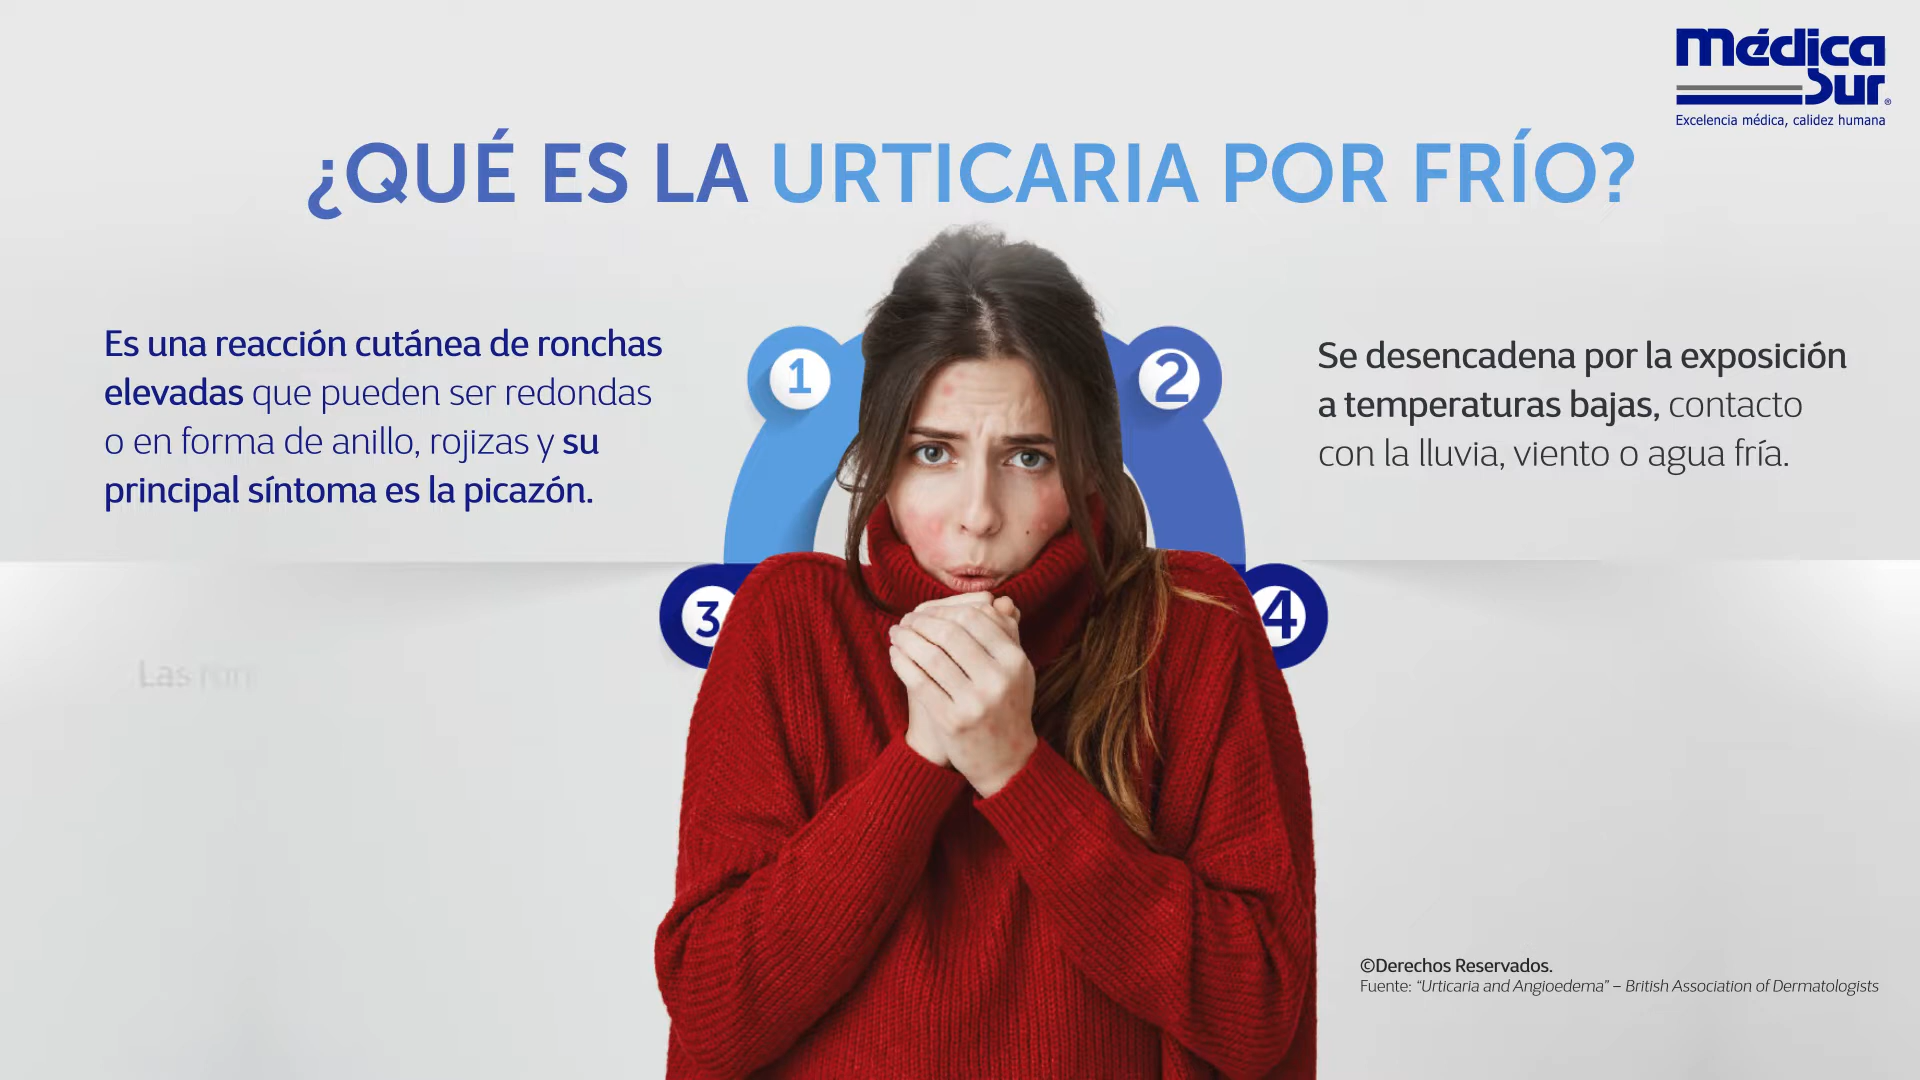 Médica
Sur®
Excelencia médica, calidez humana
¿QUÉ ES LA URTICARIA POR FRÍO?
1
Es una reacción cutánea de ronchas
elevadas que pueden ser redondas
o en forma de anillo, rojizas y su
principal síntoma es la picazón.
2
Se desencadena por la exposición
a temperaturas bajas, contacto
con la lluvia, viento o agua fría.
3
Las
4
©Derechos Reservados.
Fuente: “Urticaria and Angioedema” – British Association of Dermatologists